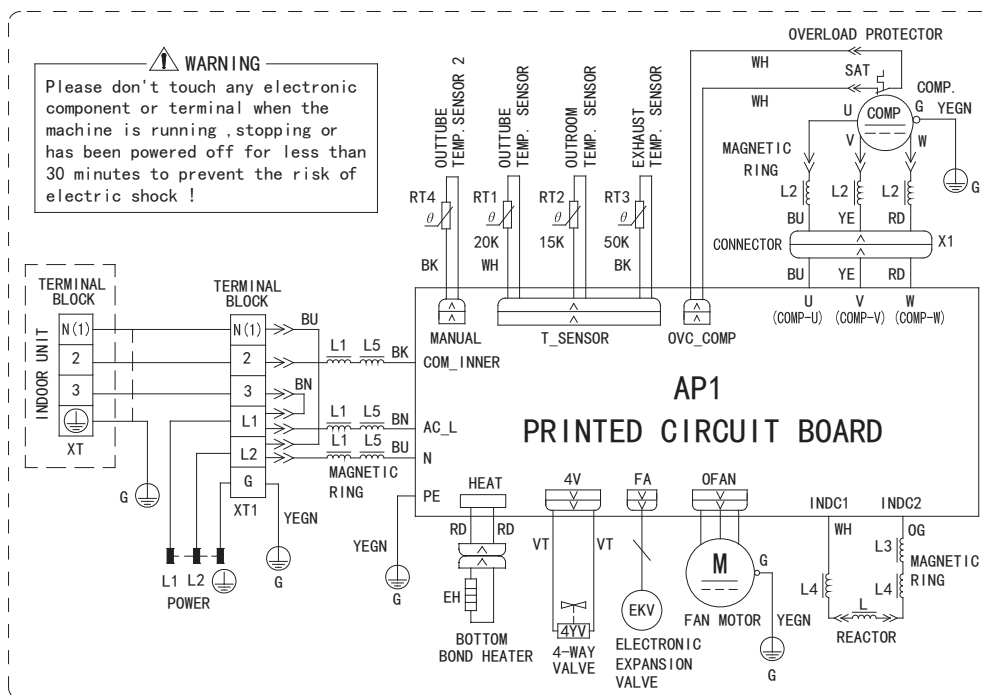 WARNING
Please don't touch any electronic
component or terminal when the
machine is running ,stopping or
has been powered off for less than
30 minutes to prevent the risk of
electric shock !
OUTTUBE
TEMP. SENSOR 2
OUTTUBE
TEMP. SENSOR
OUTROOM
TEMP. SENSOR
EXHAUST
TEMP. SENSOR
RT4
θ
BK
RT1
θ
20K
WH
RT2
θ
15K
RT3
θ
50K
BK
OVERLOAD PROTECTOR
WH
WH
SAT
COMP.
U
COMP
G
YEGN
V
W
G
MAGNETIC
RING
L2
L2
L2
BU
YE
RD
CONNECTOR
X1
BU
YE
RD
U
(COMP-U)
V
(COMP-V)
W
(COMP-W)
MANUAL
T_SENSOR
OVC_COMP
INDOOR UNIT
TERMINAL
BLOCK
N(1)
2
3
XT
G
TERMINAL
BLOCK
N(1)
2
3
L1
L2
G
XT1
BU
BN
YEGN
G
L1 L2
POWER
L1 L5 BK
COM_INNER
L1 L5 BN
AC_L
L1 L5 BU
N
MAGNETIC
RING
PE
YEGN
G
AP1
PRINTED CIRCUIT BOARD
HEAT
RD
RD
EH
BOTTOM
BOND HEATER
4V
VT
VT
4YV
4-WAY
VALVE
FA
EKV
ELECTRONIC
EXPANSION
VALVE
OFAN
M
G
FAN MOTOR
YEGN
G
INDC1
INDC2
WH
OG
L3
MAGNETIC
RING
L4
L4
L
REACTOR